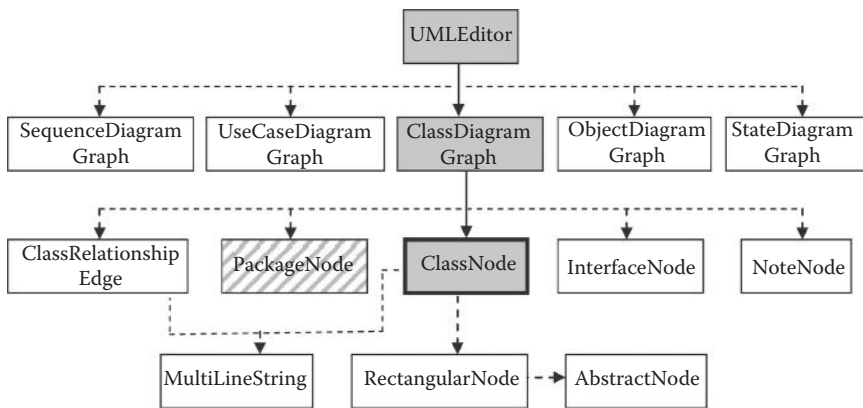 UMLEditor
SequenceDiagram
Graph
UseCaseDiagram
Graph
ClassDiagram
Graph
ObjectDiagram
Graph
StateDiagram
Graph
ClassRelationship
Edge
PackageNode
ClassNode
InterfaceNode
NoteNode
MultiLineString
RectangularNode
AbstractNode